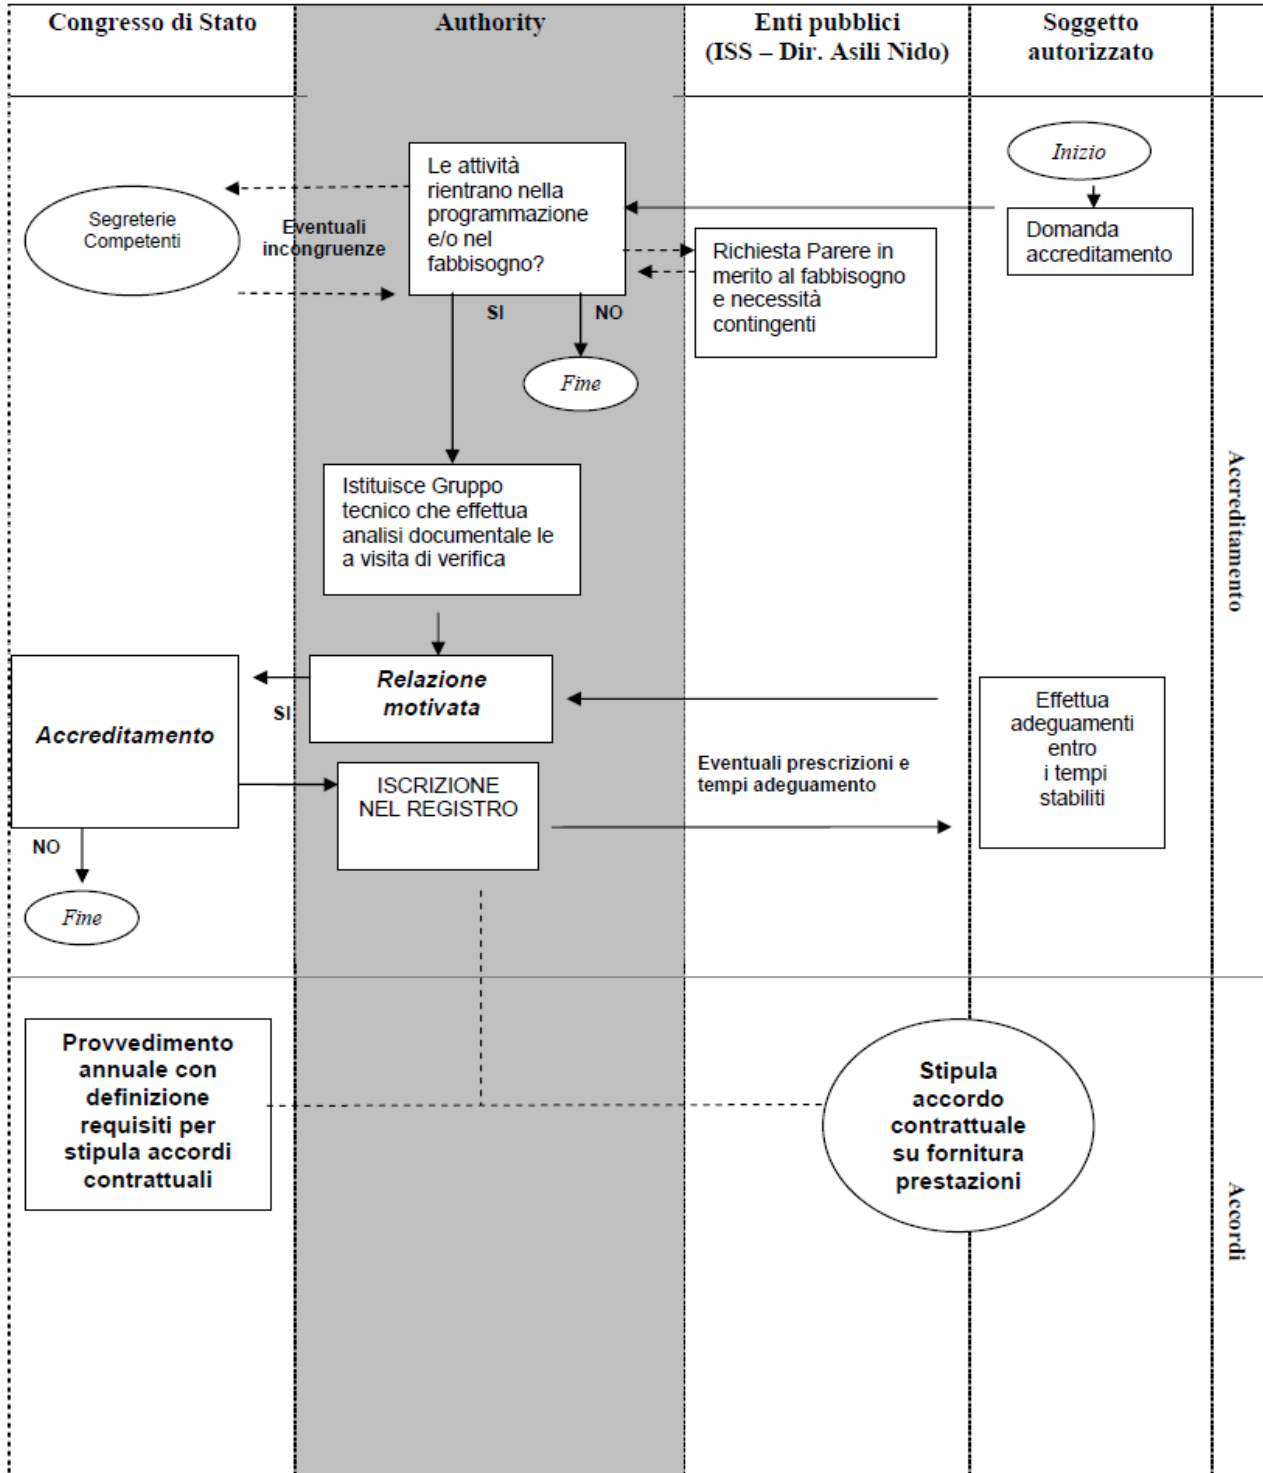 Congresso di Stato
Authority
Enti pubblici
(ISS – Dir. Asili Nido)
Soggetto
autorizzato
Inizio
Domanda
accreditamento
Le attività
rientrano nella
programmazione
e/o nel
fabbisogno?
Segreterie
Competenti
Eventuali
incongruenze
Richiesta Parere in
merito al fabbisogno
e necessità
contingenti
SI
NO
Fine
Istituisce Gruppo
tecnico che effettua
analisi documentale le
a visita di verifica
Accreditamento
Relazione
motivata
SI
Accreditamento
ISCRIZIONE
NEL REGISTRO
Eventuali prescrizioni e
tempi adeguamento
Effettua
adeguamenti
entro
i tempi
stabiliti
NO
Fine
Provvedimento
annuale con
definizione
requisiti per
stipula accordi
contrattuali
Stipula
accordo
contrattuale
su fornitura
prestazioni
Accordi